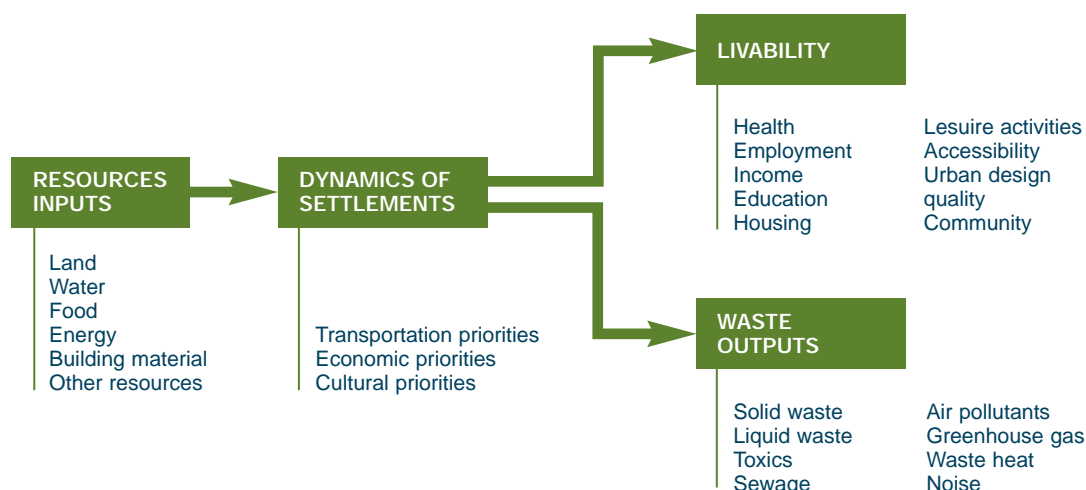 LIVABILITY
Health
Employment
Income
Education
Housing
Lesuire activities
Accessibility
Urban design
quality
Community
RESOURCES
INPUTS
Land
Water
Food
Energy
Building material
Other resources
DYNAMICS OF
SETTLEMENTS
Transportation priorities
Economic priorities
Cultural priorities
WASTE
OUTPUTS
Solid waste
Liquid waste
Toxics
Sewage
Air pollutants
Greenhouse gas
Waste heat
Noise